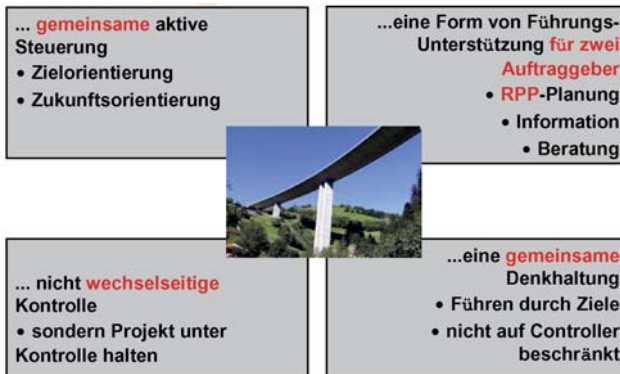 ... gemeinsame aktive
Steuerung
• Zielorientierung
• Zukunftsorientierung
...eine Form von Führungs-
Unterstützung für zwei
Auftraggeber
• RPP-Planung
• Information
• Beratung
... nicht wechselseitige
Kontrolle
• sondern Projekt unter
Kontrolle halten
...eine gemeinsame
Denkhaltung
• Führen durch Ziele
• nicht auf Controller
beschränkt